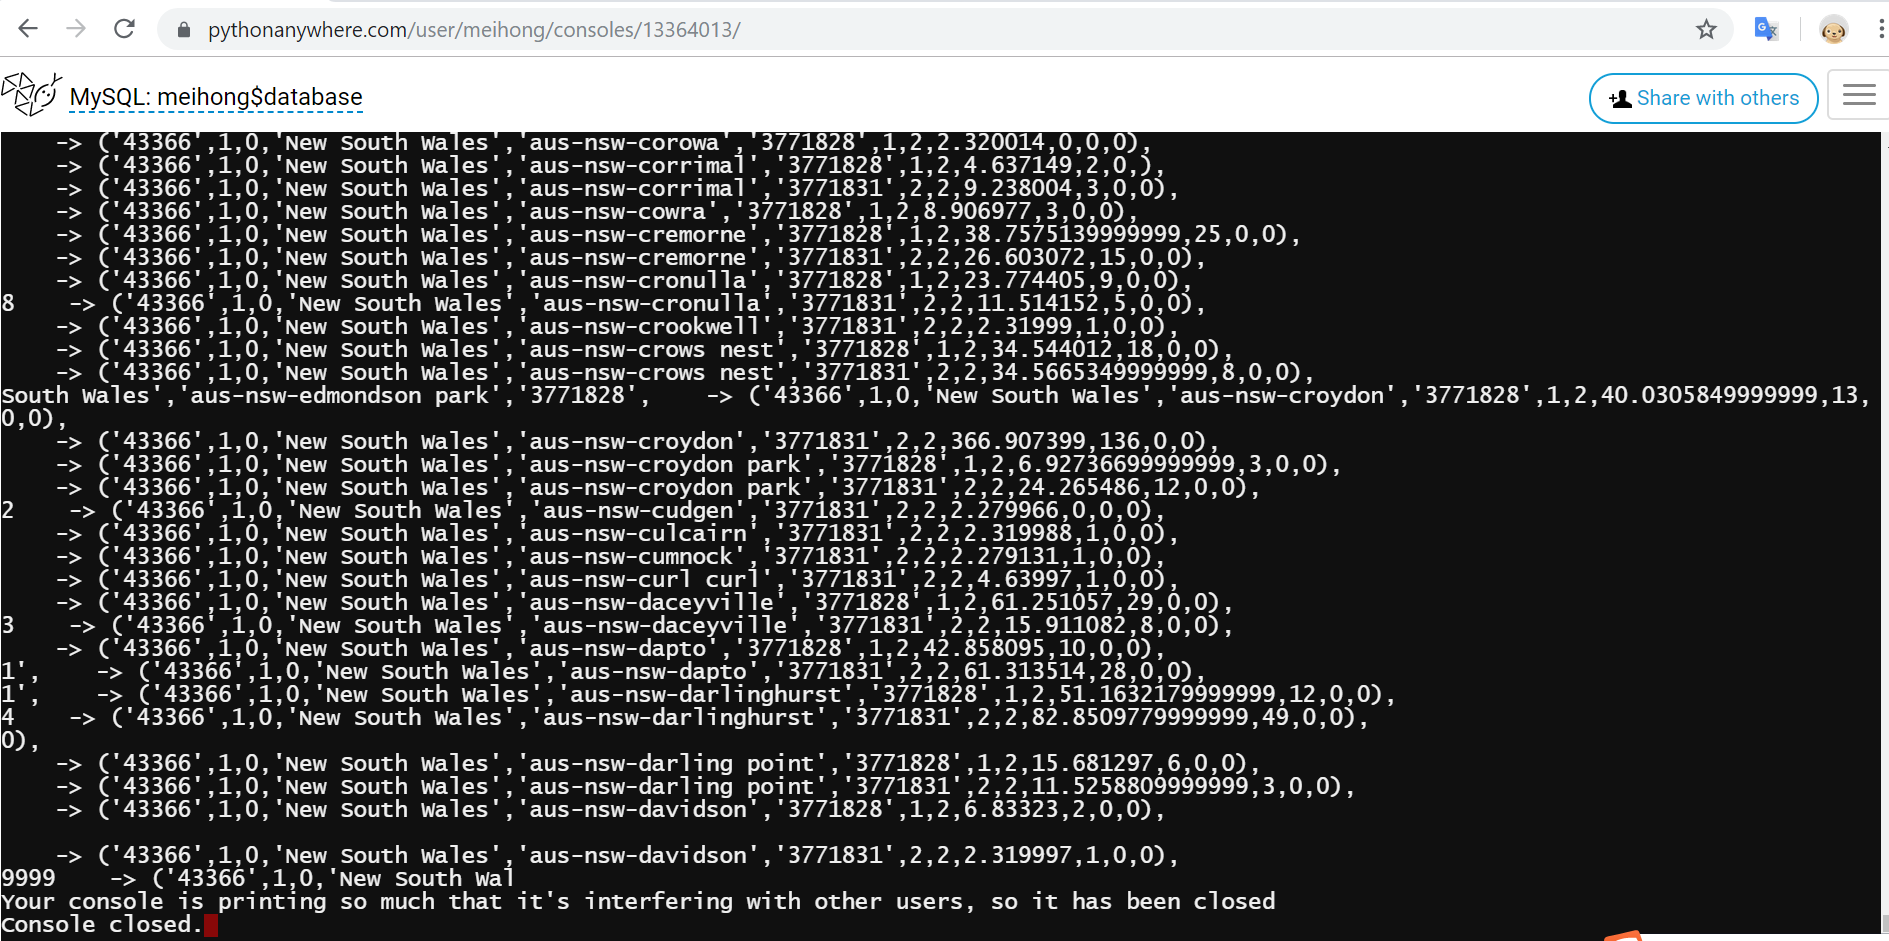 pythonanywhere.com/user/meihong/consoles/13364013/
MySQL: meihong$database
Share with others
-> ('43366',1,0,'New South Wales','aus-nsw-corowa','3771828',1,2,2.320014,0,0,0),
-> ('43366',1,0,'New South Wales','aus-nsw-corrimal','3771828',1,2,4.637149,2,0,),
-> ('43366',1,0,'New South Wales','aus-nsw-corrimal','3771831',2,2,9.238004,3,0,0),
-> ('43366',1,0,'New South Wales','aus-nsw-cowra','3771828',1,2,8.906977,3,0,0),
-> ('43366',1,0,'New South Wales','aus-nsw-cremorne','3771828',1,2,38.7575139999999,25,0,0),
-> ('43366',1,0,'New South Wales','aus-nsw-cremorne','3771831',2,2,26.603072,15,0,0),
-> ('43366',1,0,'New South Wales','aus-nsw-cronulla','3771828',1,2,23.774405,9,0,0),
8    -> ('43366',1,0,'New South Wales','aus-nsw-cronulla','3771831',2,2,11.514152,5,0,0),
-> ('43366',1,0,'New South Wales','aus-nsw-crookwell','3771831',2,2,2.31999,1,0,0),
-> ('43366',1,0,'New South Wales','aus-nsw-crows nest','3771828',1,2,34.544012,18,0,0),
-> ('43366',1,0,'New South Wales','aus-nsw-crows nest','3771831',2,2,34.5665349999999,8,0,0),
South Wales','aus-nsw-edmondson park','3771828',    -> ('43366',1,0,'New South Wales','aus-nsw-croydon','3771828',1,2,40.0305849999999,13,
0,0),
-> ('43366',1,0,'New South Wales','aus-nsw-croydon','3771831',2,2,366.907399,136,0,0),
-> ('43366',1,0,'New South Wales','aus-nsw-croydon park','3771828',1,2,6.92736699999999,3,0,0),
-> ('43366',1,0,'New South Wales','aus-nsw-croydon park','3771831',2,2,24.265486,12,0,0),
2    -> ('43366',1,0,'New South Wales','aus-nsw-cudgen','3771831',2,2,2.279966,0,0,0),
-> ('43366',1,0,'New South Wales','aus-nsw-culcairn','3771831',2,2,2.319988,1,0,0),
-> ('43366',1,0,'New South Wales','aus-nsw-cumnock','3771831',2,2,2.279131,1,0,0),
-> ('43366',1,0,'New South Wales','aus-nsw-curl curl','3771831',2,2,4.63997,1,0,0),
-> ('43366',1,0,'New South Wales','aus-nsw-daceyville','3771828',1,2,61.251057,29,0,0),
3    -> ('43366',1,0,'New South Wales','aus-nsw-daceyville','3771831',2,2,15.911082,8,0,0),
-> ('43366',1,0,'New South Wales','aus-nsw-dapto','3771828',1,2,42.858095,10,0,0),
1',    -> ('43366',1,0,'New South Wales','aus-nsw-dapto','3771831',2,2,61.313514,28,0,0),
1',    -> ('43366',1,0,'New South Wales','aus-nsw-darlinghurst','3771828',1,2,51.1632179999999,12,0,0),
4    -> ('43366',1,0,'New South Wales','aus-nsw-darlinghurst','3771831',2,2,82.8509779999999,49,0,0),
0),
-> ('43366',1,0,'New South Wales','aus-nsw-darling point','3771828',1,2,15.681297,6,0,0),
-> ('43366',1,0,'New South Wales','aus-nsw-darling point','3771831',2,2,11.5258809999999,3,0,0),
-> ('43366',1,0,'New South Wales','aus-nsw-davidson','3771828',1,2,6.83323,2,0,0),
-> ('43366',1,0,'New South Wales','aus-nsw-davidson','3771831',2,2,2.319997,1,0,0),
9999    -> ('43366',1,0,'New South Wal
Your console is printing so much that it's interfering with other users, so it has been closed
Console closed.